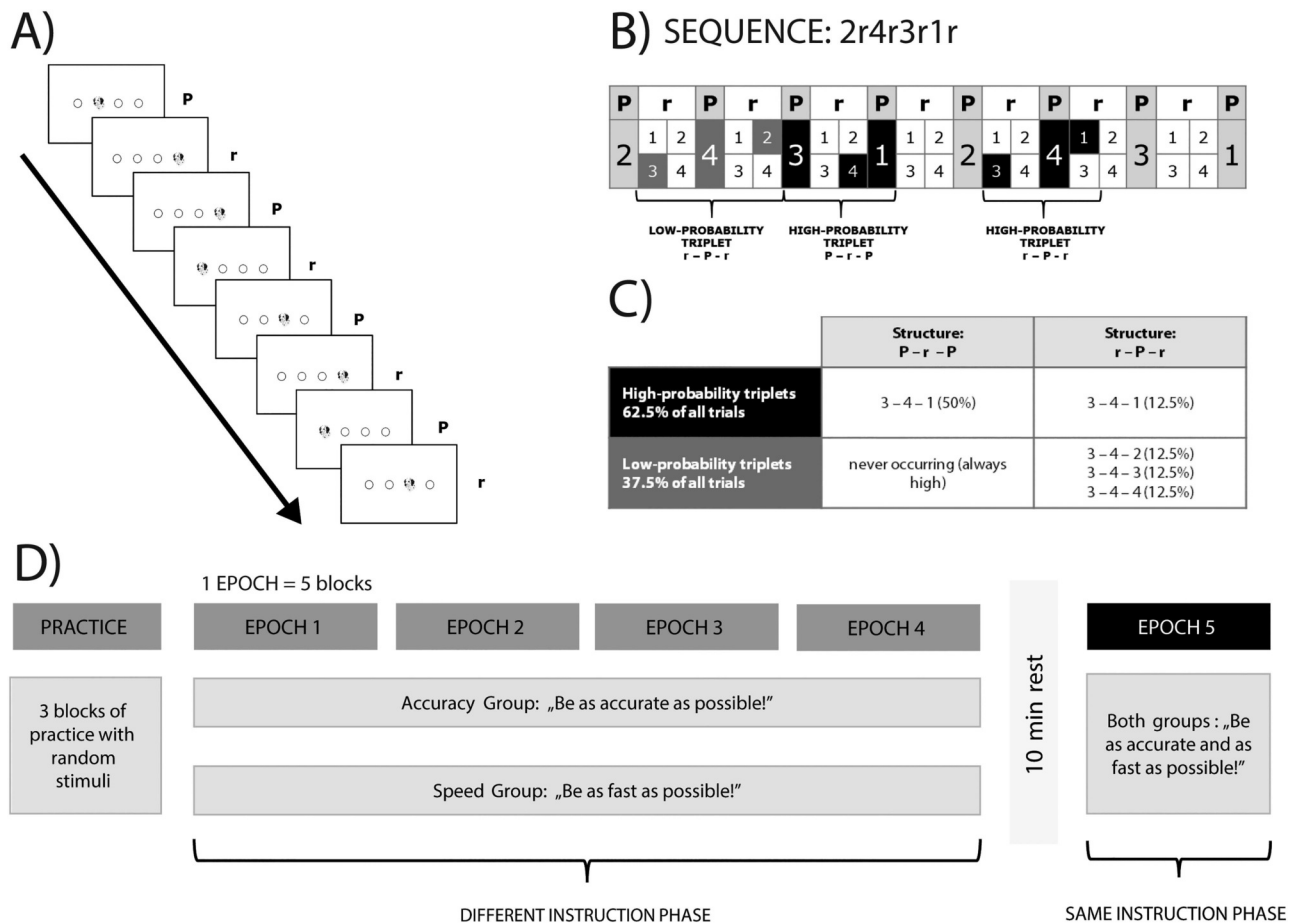 A)
P
r
P
r
P
r
P
r
B) SEQUENCE: 2r4r3r1r
P r P r P r P r P r P r P r P
2 1 2 3 4 4 1 2 3 4 3 1 2 3 4 1 1 2 3 4 2 1 2 3 4 4 1 2 3 4 3 1 2 3 4 1
LOW-PROBABILITY
TRIPLET
r – P - r
HIGH-PROBABILITY
TRIPLET
P – r - P
HIGH-PROBABILITY
TRIPLET
r – P - r
C)
Structure:
P – r – P
Structure:
r – P – r
High-probability triplets
62.5% of all trials
3 – 4 – 1 (50%)
3 – 4 – 1 (12.5%)
Low-probability triplets
37.5% of all trials
never occurring (always
high)
3 – 4 – 2 (12.5%)
3 – 4 – 3 (12.5%)
3 – 4 – 4 (12.5%)
D)
1 EPOCH = 5 blocks
PRACTICE
EPOCH 1
EPOCH 2
EPOCH 3
EPOCH 4
10 min rest
EPOCH 5
3 blocks of
practice with
random
stimuli
Accuracy Group: „Be as accurate as possible!”
Speed Group: „Be as fast as possible!”
Both groups : „Be
as accurate and as
fast as possible!”
DIFFERENT INSTRUCTION PHASE
SAME INSTRUCTION PHASE